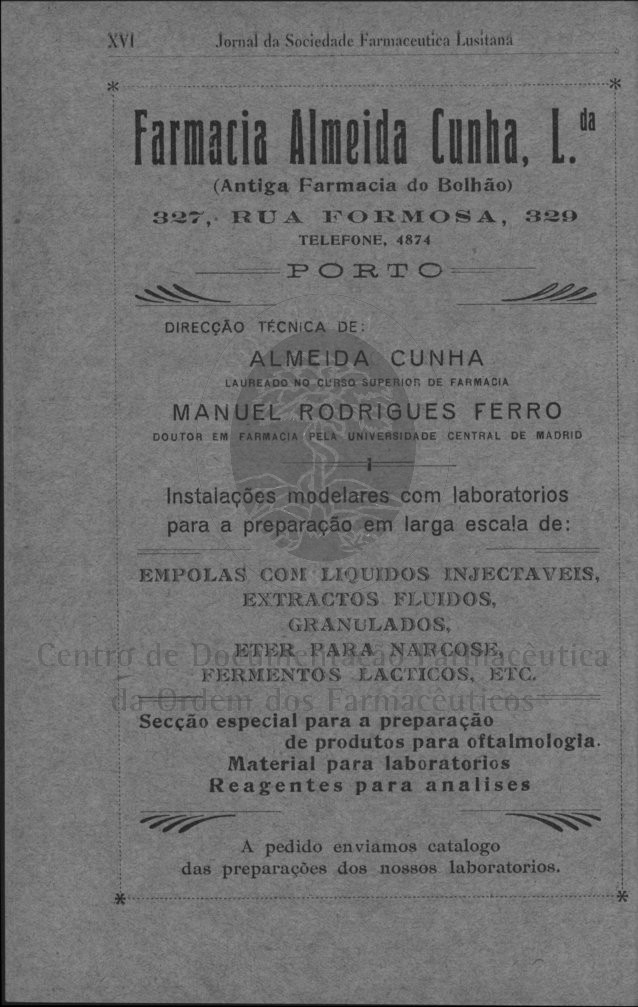 XVI Jornal da Sociedade Farmaceutica Lusitana
Farmacia Almeida Cunha, L.da
(Antiga Farmacia do Bolhão)
327, RUA FORMOSA, 329
TELEFONE, 4874
PORTO
DIRECÇÃO TÉCNICA DE:
ALMEIDA CUNHA
LAUREADO NO CURSO SUPERIOR DE FARMACIA
MANUEL RODRIGUES FERRO
DOUTOR EM FARMACIA PELA UNIVERSIDADE CENTRAL DE MADRID
Instalações modelares com laboratorios
para a preparação em larga escala de:
EMPOLAS COM LIQUIDOS INJECTAVEIS,
EXTRACTOS FLUIDOS,
GRANULADOS,
ETER PARA NARCOSE,
Centro de Documentação Farmacêutica
FERMENTOS LACTICOS, ETC.
da Ordem dos Farmacêuticos
Secção especial para a preparação
de produtos para oftalmologia.
Material para laboratorios
Reagentes para analises
A pedido enviamos catalogo
das preparações dos nossos laboratorios.